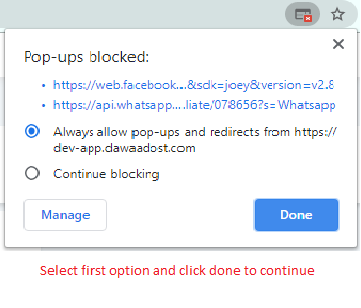 Pop-ups blocked:
• https://web.facebook...&sdk=joey&version=v2.8
• https://api.whatsapp...liate/078656?s=Whatsapp
Always allow pop-ups and redirects from https://
dev-app.dawaadost.com
Continue blocking
Manage
Done
Select first option and click done to continue